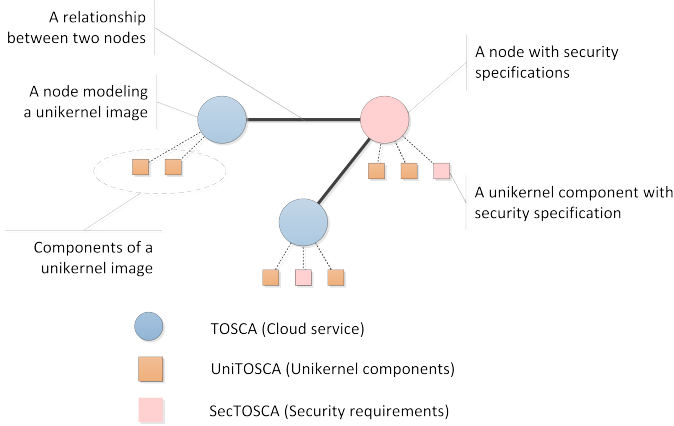 A relationship
between two nodes
A node with security
specifications
A node modeling
a unikernel image
A unikernel component with
security specification
Components of a
unikernel image
TOSCA (Cloud service)
UniTOSCA (Unikernel components)
SecTOSCA (Security requirements)